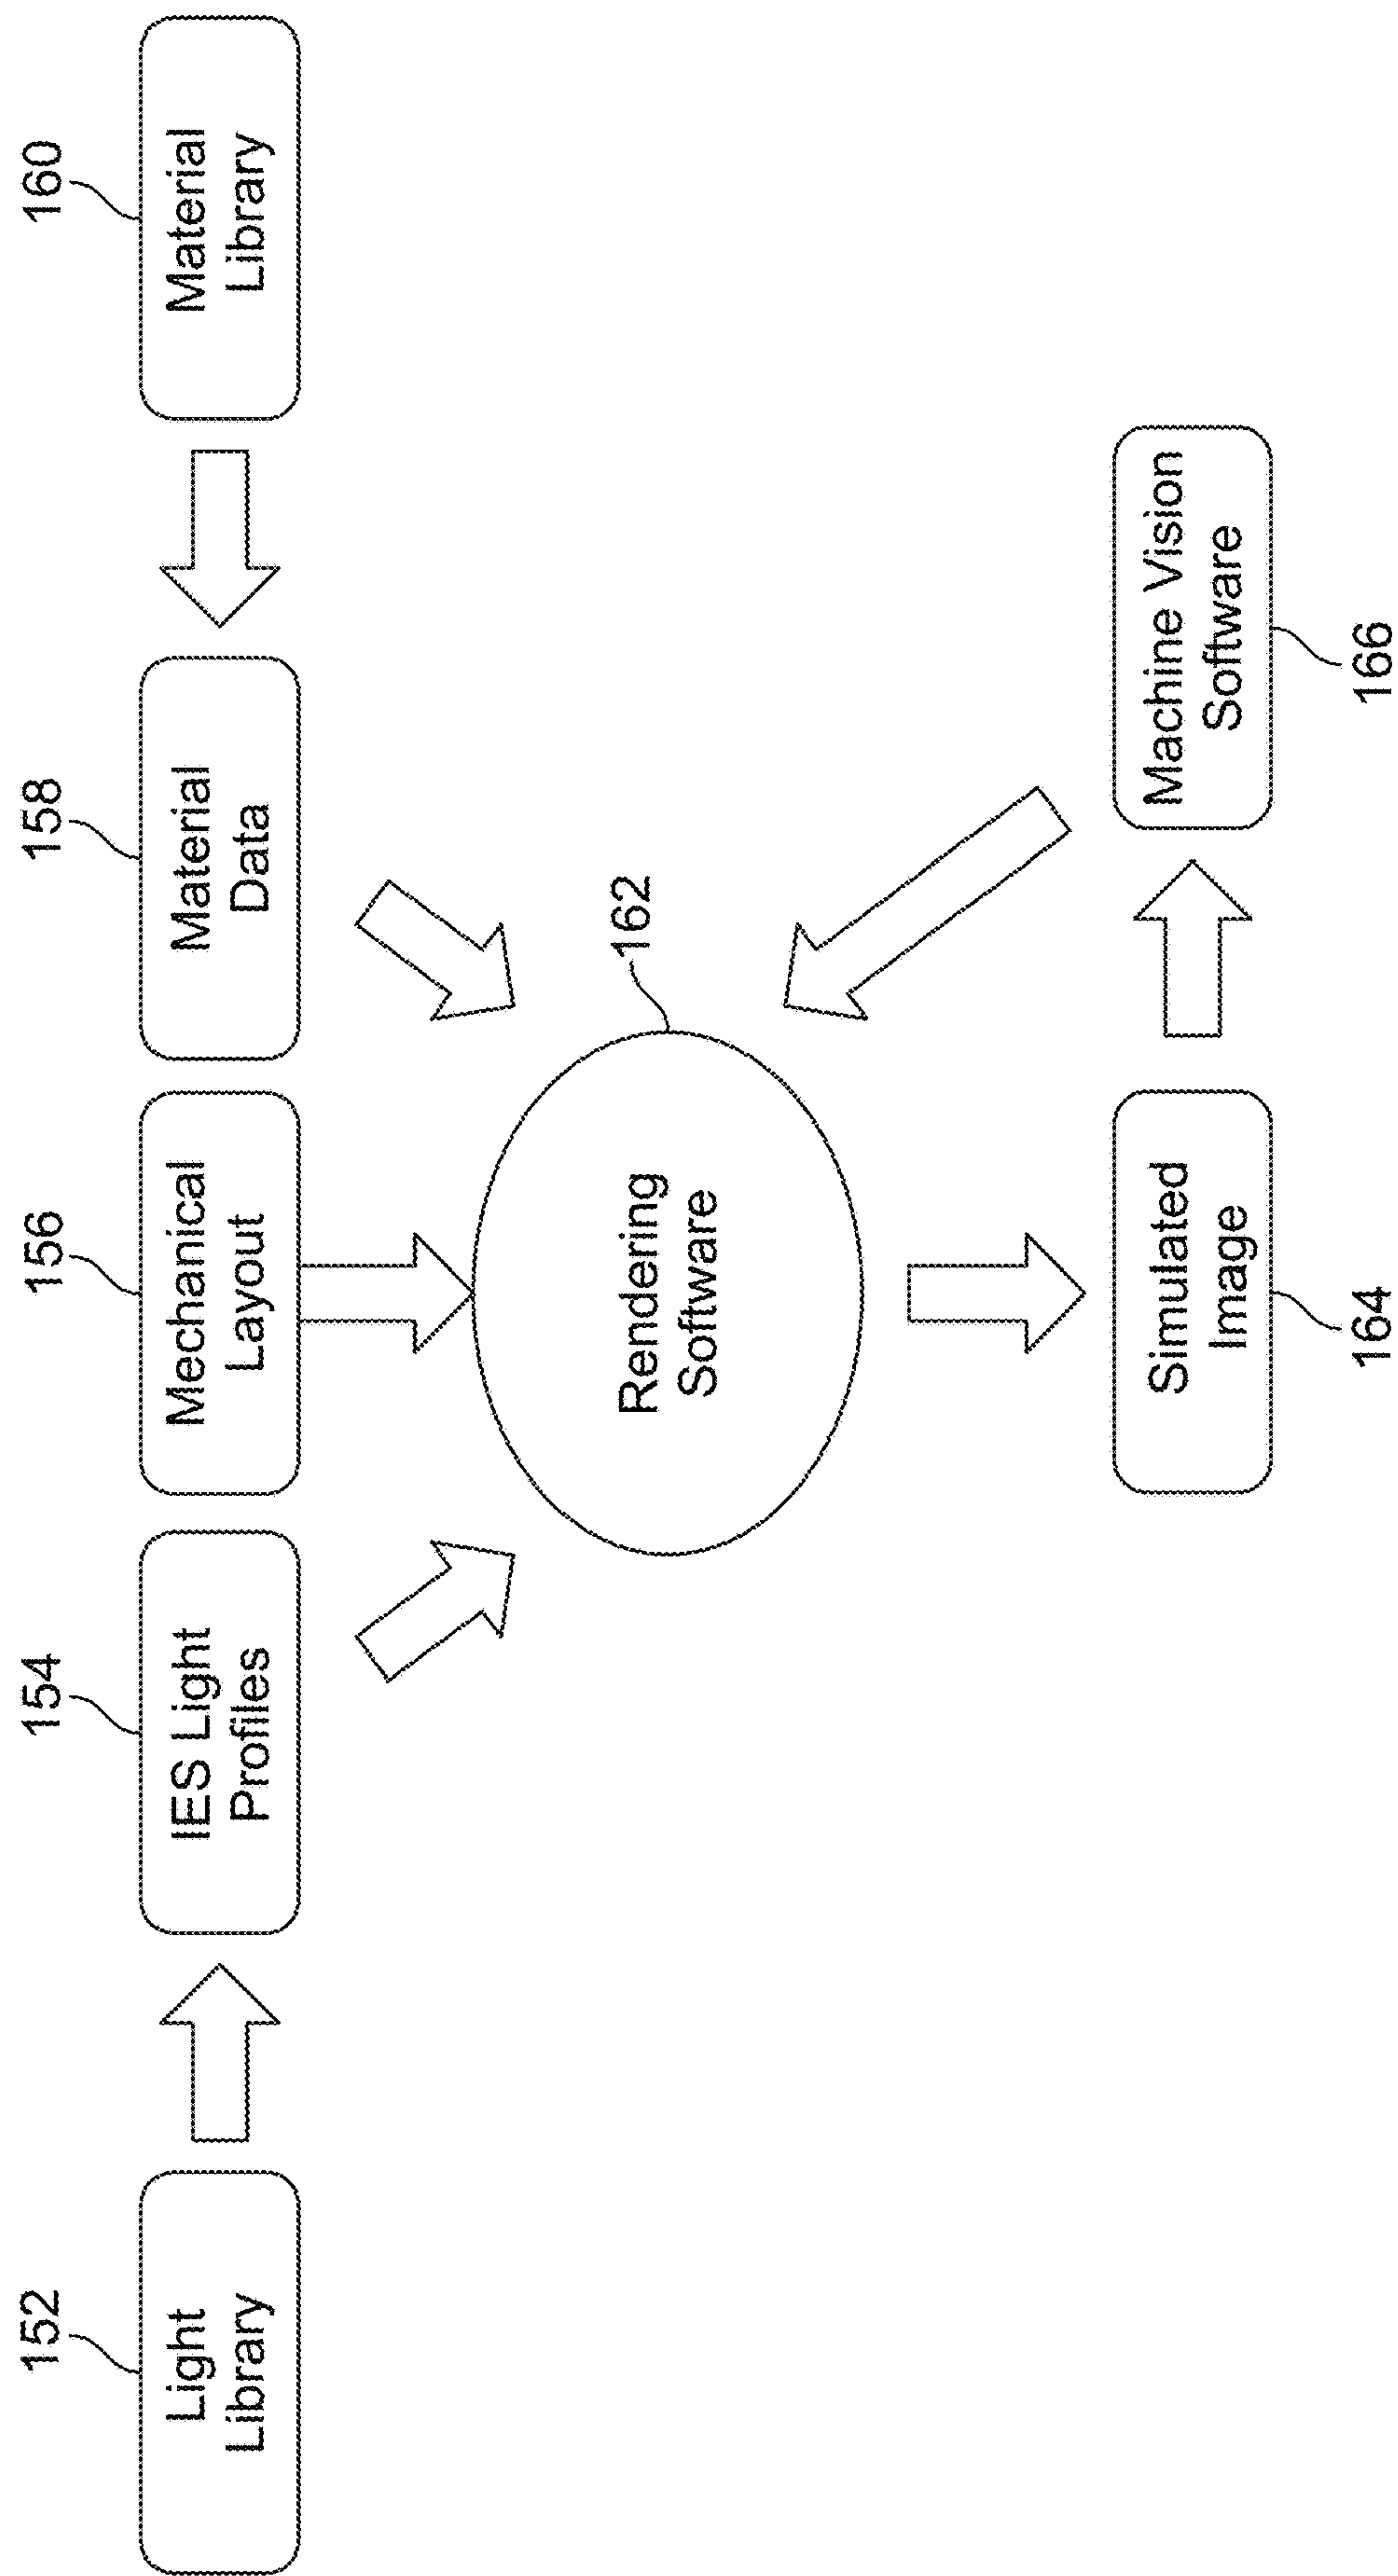 152
Light
Library
154
IES Light
Profiles
156
Mechanical
Layout
158
Material
Data
160
Material
Library
162
Rendering
Software
Simulated
Image
164
Machine Vision
Software
166